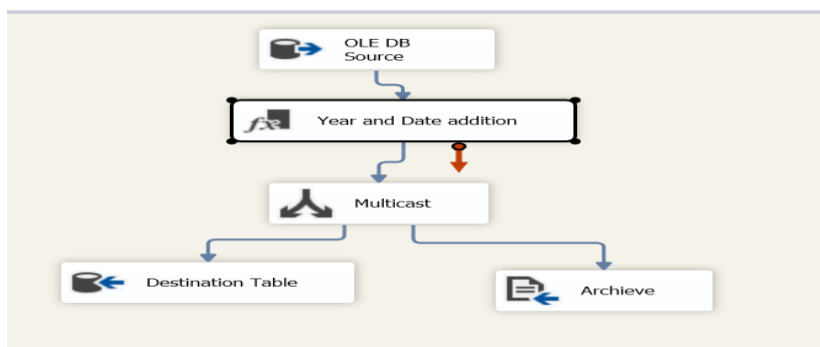 OLE DB
Source
Year and Date addition
Multicast
Destination Table
Archieve